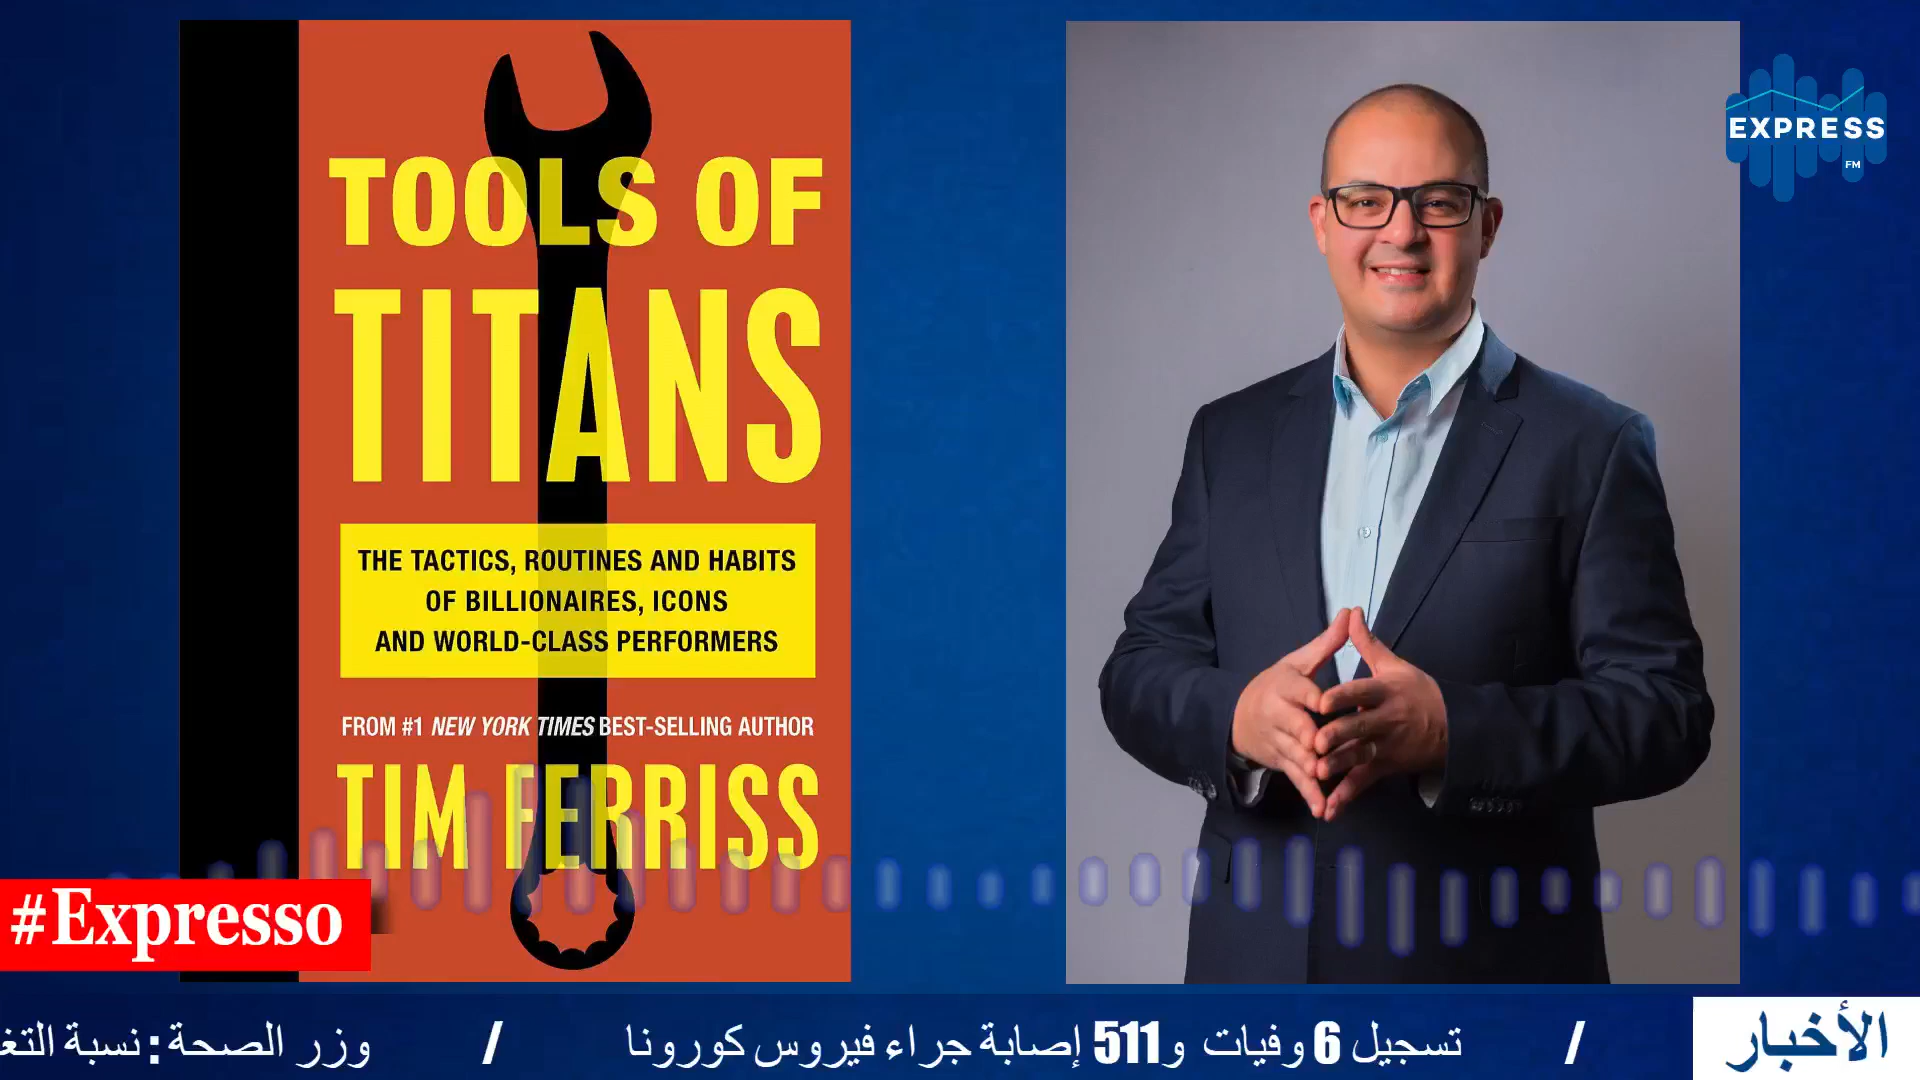 TOOLS OF
TITANS
THE TACTICS, ROUTINES AND HABITS
OF BILLIONAIRES, ICONS
AND WORLD-CLASS PERFORMERS
FROM #1 NEW YORK TIMES BEST-SELLING AUTHOR
TIM FERRISS
EXPRESS
FM
#Expresso
الأخبار
/ تسجيل 6 وفيات و511 إصابة جراء فيروس كورونا / وزر الصحة : نسبة